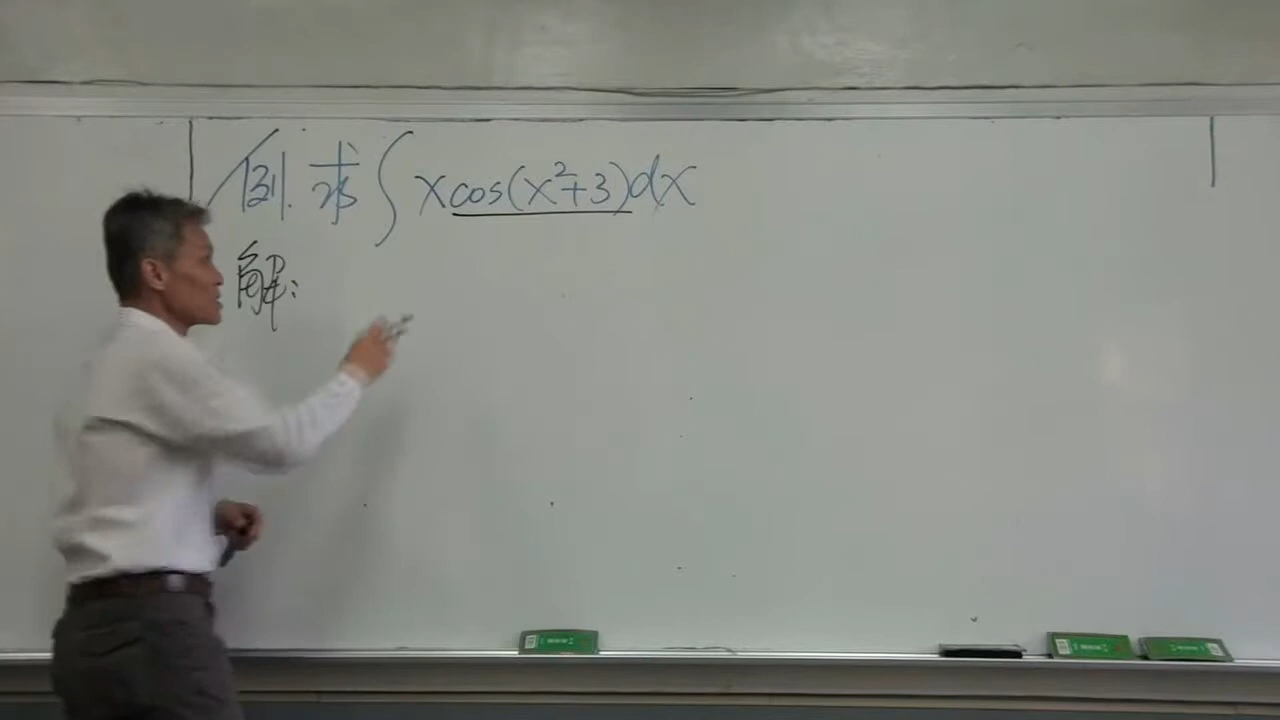 例. 求∫xcos(x²+3)dx
解: